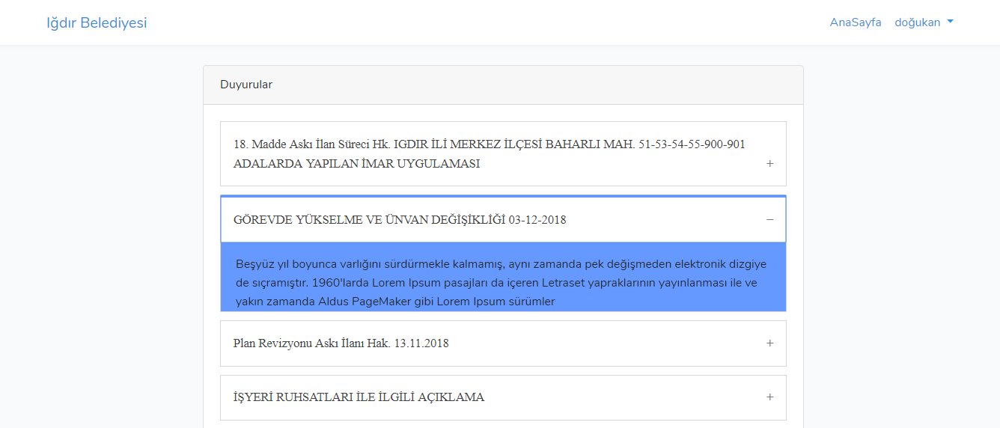 Iğdır Belediyesi
AnaSayfa doğukan
Duyurular
18. Madde Askı İlan Süreci Hk. IGDIR İLİ MERKEZ İLÇESİ BAHARLI MAH. 51-53-54-55-900-901
ADALARDA YAPILAN İMAR UYGULAMASI +
GÖREVDE YÜKSELME VE ÜNVAN DEĞİŞİKLİĞİ 03-12-2018 −
Beşyüz yıl boyunca varlığını sürdürmekle kalmamış, aynı zamanda pek değişmeden elektronik dizgiye
de sıçramıştır. 1960'larda Lorem Ipsum pasajları da içeren Letraset yapraklarının yayınlanması ile ve
yakın zamanda Aldus PageMaker gibi Lorem Ipsum sürümler
Plan Revizyonu Askı İlanı Hak. 13.11.2018 +
İŞYERİ RUHSATLARI İLE İLGİLİ AÇIKLAMA +